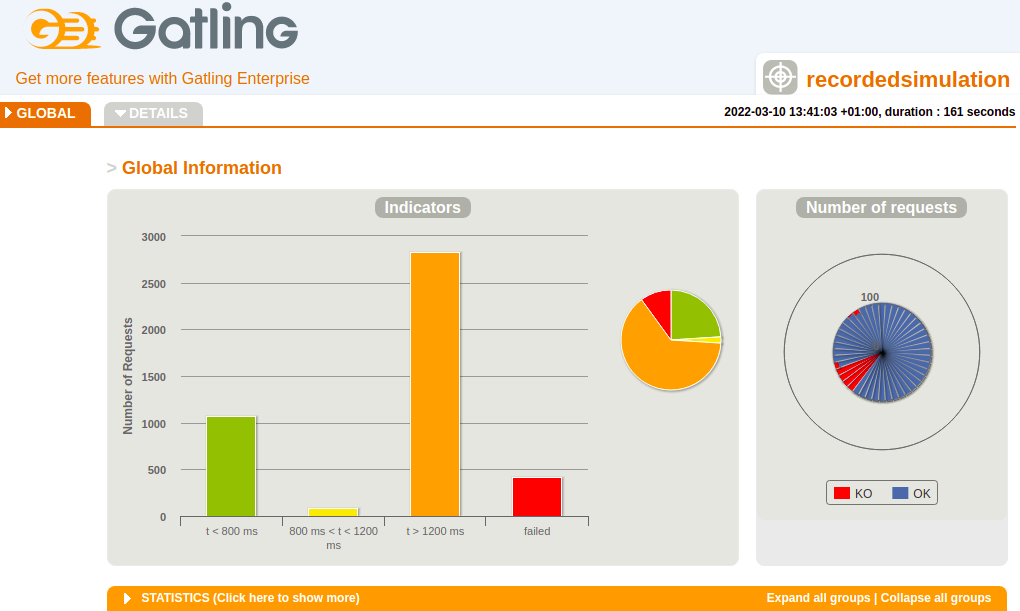 Gatling
Get more features with Gatling Enterprise
recordedsimulation
GLOBAL
DETAILS
2022-03-10 13:41:03 +01:00, duration : 161 seconds
> Global Information
Indicators
Number of Requests
3000
2500
2000
1500
1000
500
0
t < 800 ms
800 ms < t < 1200
ms
t > 1200 ms
failed
Number of requests
100
KO
OK
STATISTICS (Click here to show more)
Expand all groups | Collapse all groups